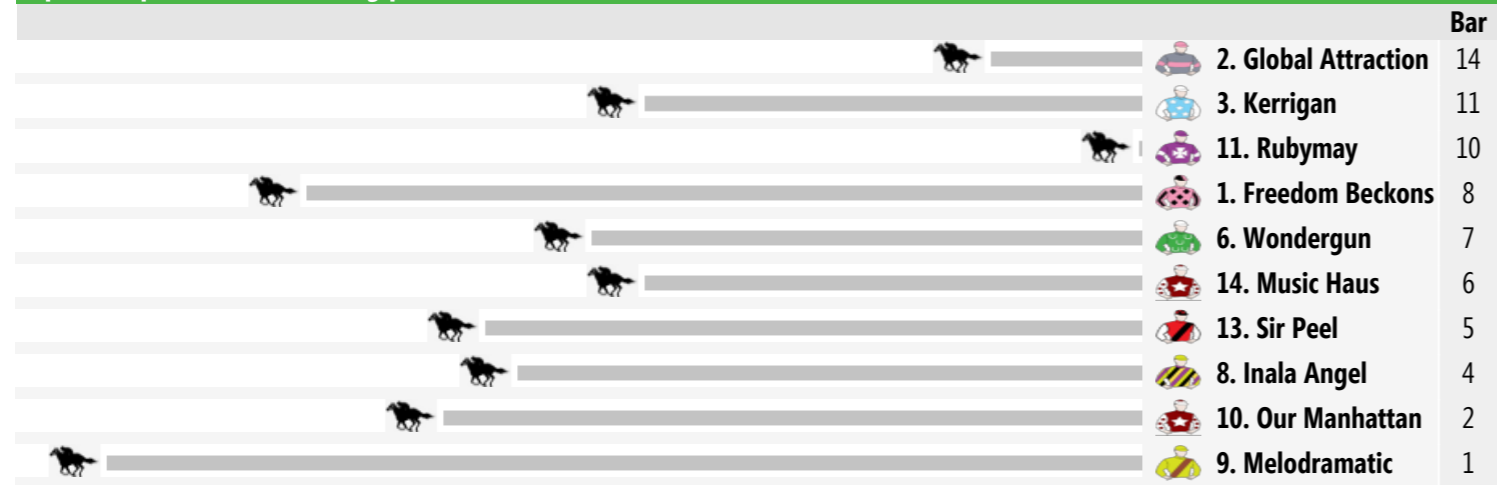 Bar
2. Global Attraction 14
3. Kerrigan 11
11. Rubymay 10
1. Freedom Beckons 8
6. Wondergun 7
14. Music Haus 6
13. Sir Peel 5
8. Inala Angel 4
10. Our Manhattan 2
9. Melodramatic 1